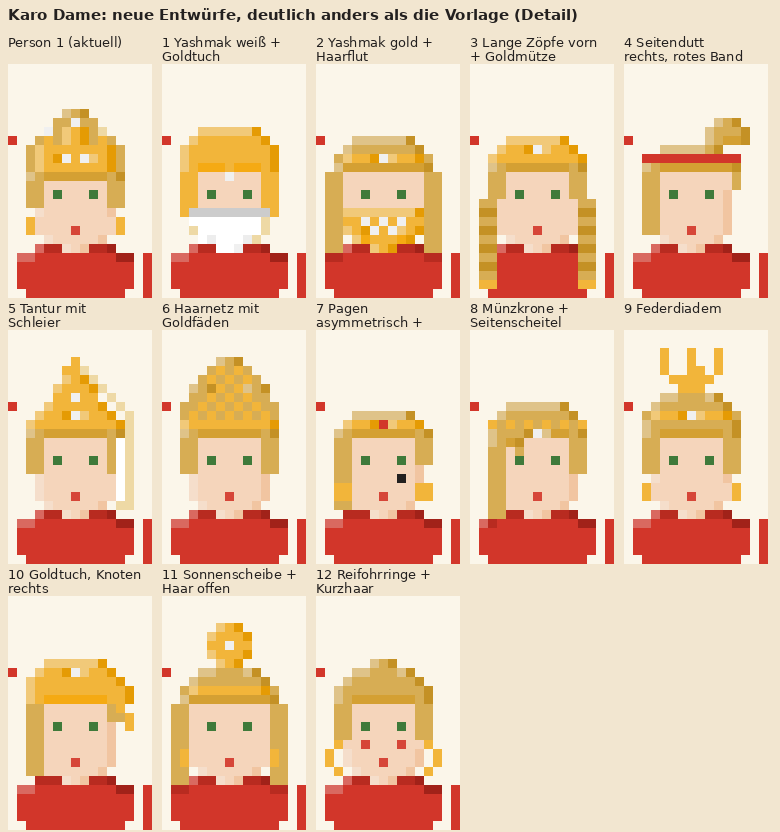 Karo Dame: neue Entwürfe, deutlich anders als die Vorlage (Detail)
Person 1 (aktuell)
1 Yashmak weiß +
Goldtuch
2 Yashmak gold +
Haarflut
3 Lange Zöpfe vorn
+ Goldmütze
4 Seitendutt
rechts, rotes Band
5 Tantur mit
Schleier
6 Haarnetz mit
Goldfäden
7 Pagen
asymmetrisch +
8 Münzkrone +
Seitenscheitel
9 Federdiadem
10 Goldtuch, Knoten
rechts
11 Sonnenscheibe +
Haar offen
12 Reifohrringe +
Kurzhaar